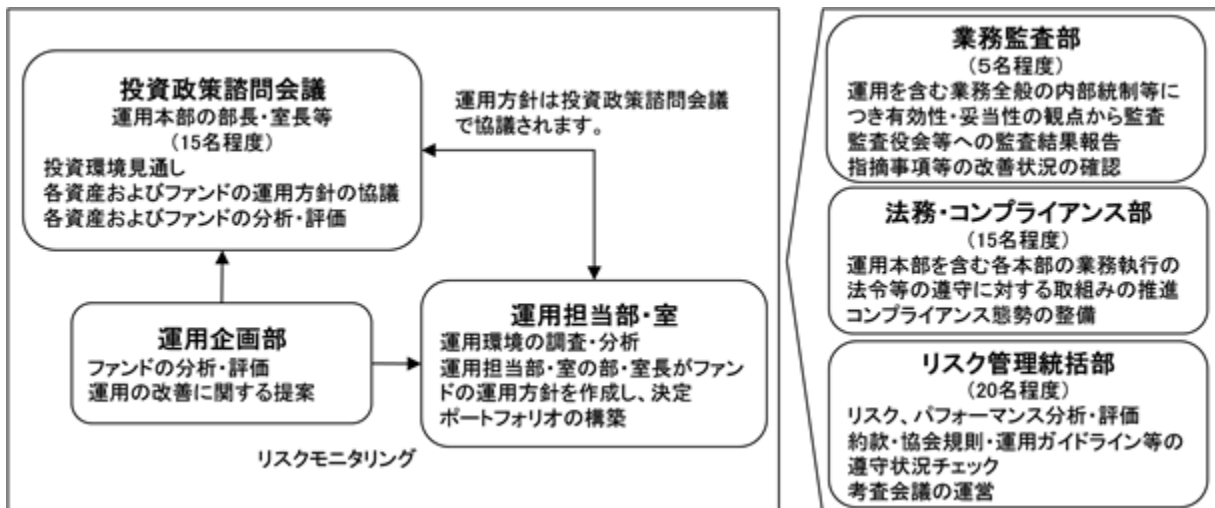 投資政策諮問会議
運用本部の部長・室長等
(15名程度)
投資環境見通し
各資産およびファンドの運用方針の協議
各資産およびファンドの分析・評価
運用方針は投資政策諮問会議
で協議されます。
運用企画部
ファンドの分析・評価
運用の改善に関する提案
運用担当部・室
運用環境の調査・分析
運用担当部・室の部・室長がファン
ドの運用方針を作成し、決定
ポートフォリオの構築
リスクモニタリング
業務監査部
(5名程度)
運用を含む業務全般の内部統制等に
つき有効性・妥当性の観点から監査
監査役会等への監査結果報告
指摘事項等の改善状況の確認
法務・コンプライアンス部
(15名程度)
運用本部を含む各本部の業務執行の
法令等の遵守に対する取組みの推進
コンプライアンス態勢の整備
リスク管理統括部
(20名程度)
リスク、パフォーマンス分析・評価
約款・協会規則・運用ガイドライン等の
遵守状況チェック
考査会議の運営